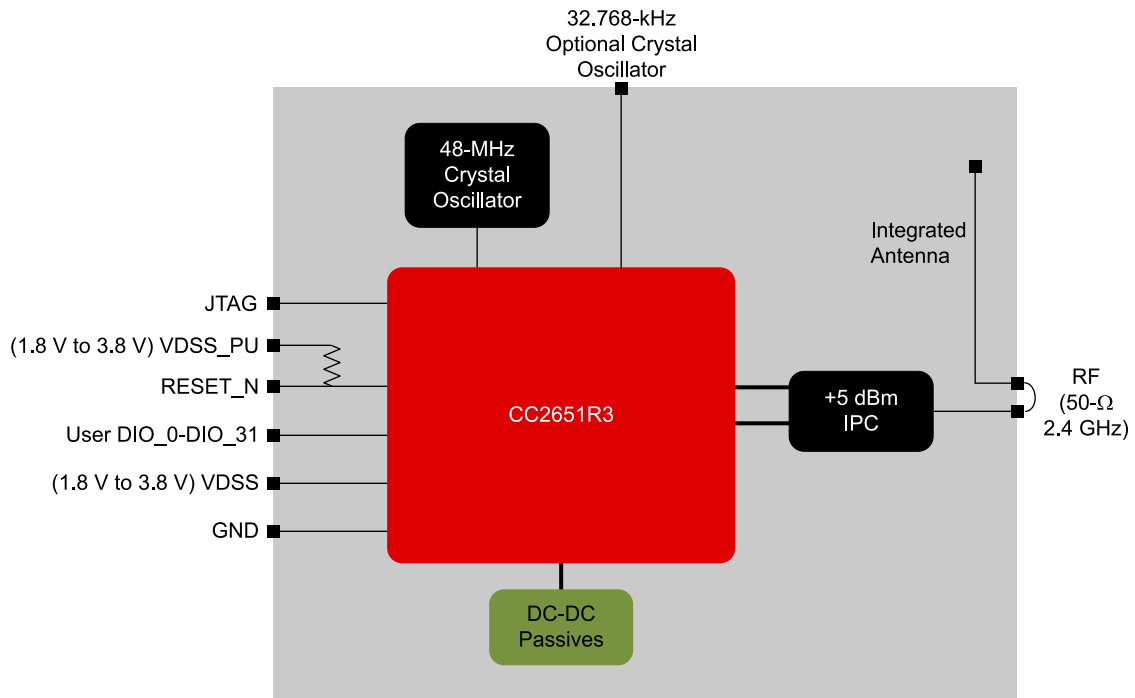 32.768-kHz
Optional Crystal
Oscillator
48-MHz
Crystal
Oscillator
Integrated
Antenna
JTAG
(1.8 V to 3.8 V) VDSS_PU
RESET_N
User DIO_0-DIO_31
(1.8 V to 3.8 V) VDSS
GND
CC2651R3
+5 dBm
IPC
RF
(50-Ω
2.4 GHz)
DC-DC
Passives